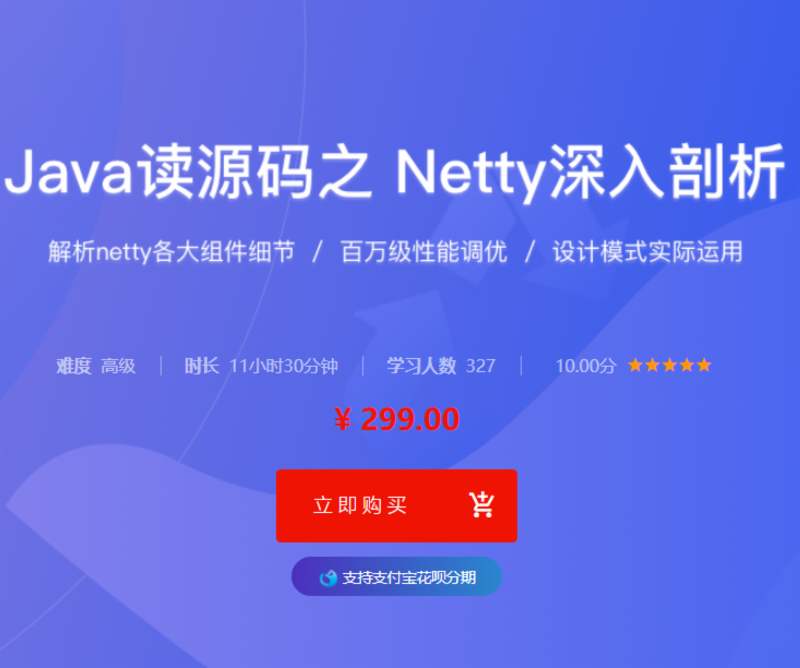 Java读源码之 Netty深入剖析
解析netty各大组件细节 / 百万级性能调优 / 设计模式实际运用
难度 高级 | 时长 11小时30分钟 | 学习人数 327 | 10.00分 ★★★★★
¥ 299.00
立即购买
支持支付宝花呗分期